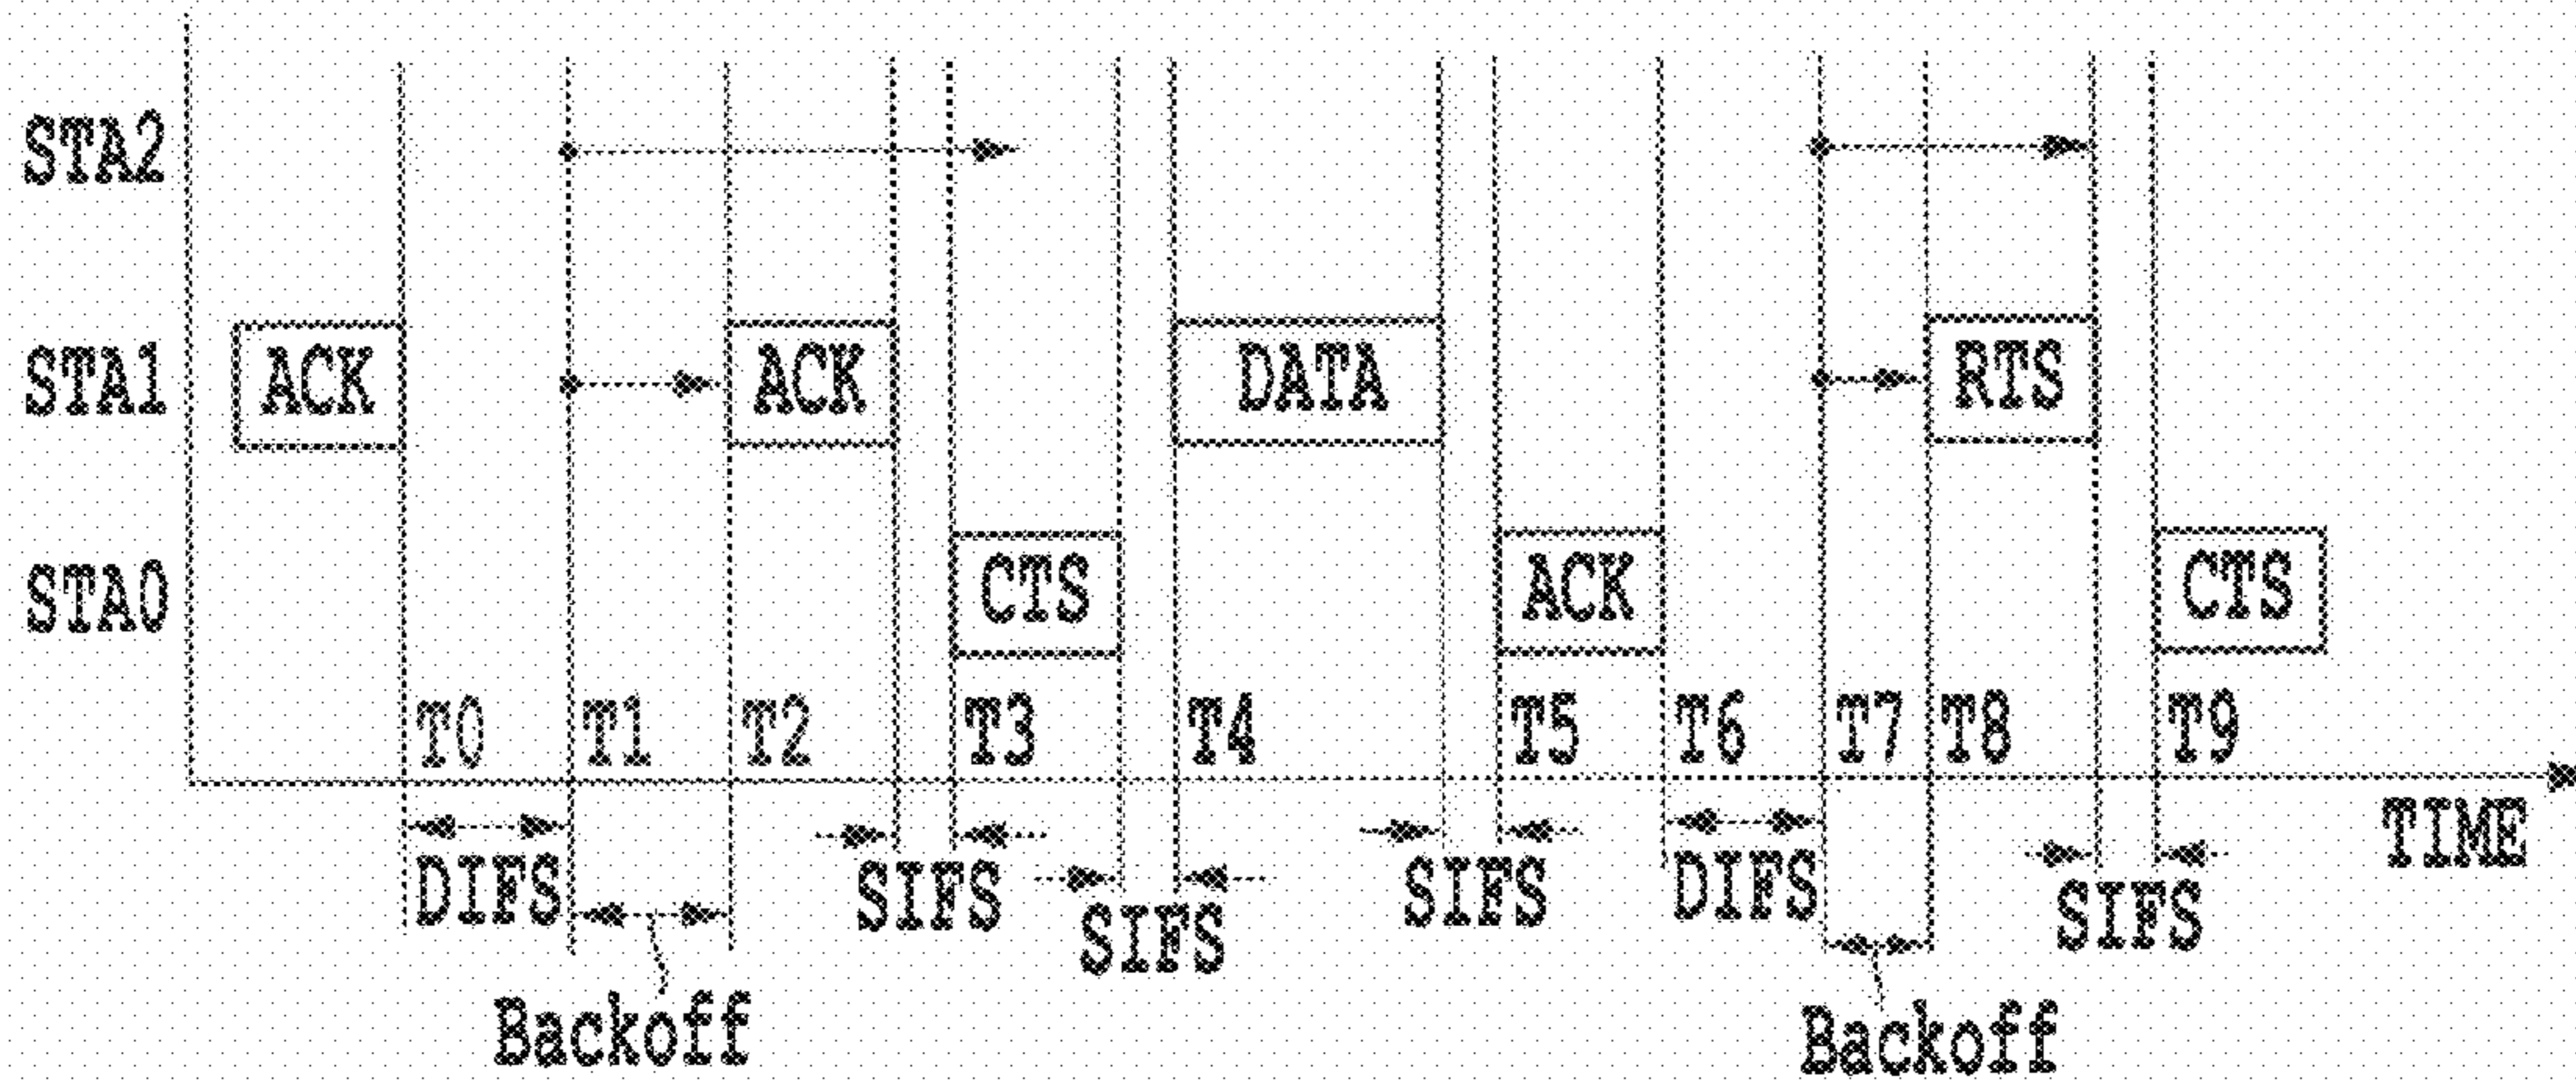 STA2
STA1
ACK
ACK
DATA
RTS
STA0
CTS
ACK
CTS
T0
T1
T2
T3
T4
T5
T6
T7
T8
T9
TIME
DIFS
SIFS
SIFS
SIFS
DIFS
SIFS
Backoff
Backoff